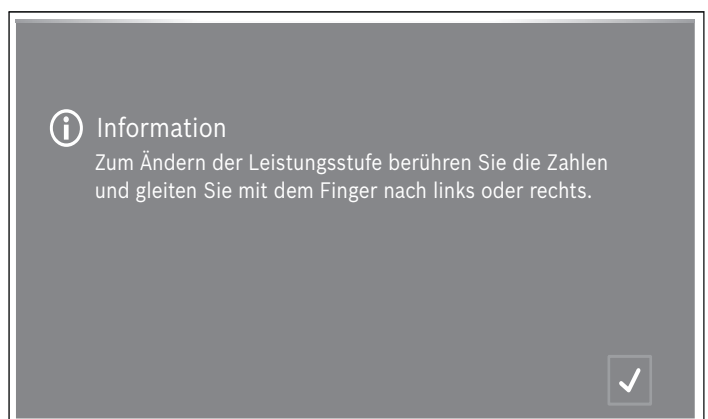 Information
Zum Ändern der Leistungsstufe berühren Sie die Zahlen
und gleiten Sie mit dem Finger nach links oder rechts.